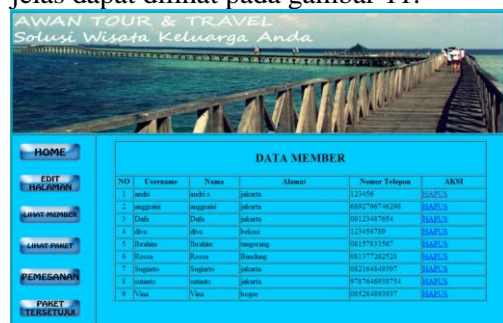 jelas dapat dilihat pada gambar 11.
AWAN TOUR & TRAVEL
Solusi Wisata Keluarga Anda
HOME
EDIT
HALAMAN
LIHAT MEMBER
LIHAT PAKET
PEMESANAN
PAKET
TERSETUJUI
DATA MEMBER
NO Username Nama Alamat Nomor Telepon AKSI
1 andri andri s jakarta 123456 HAPUS
2 anggraini anggraini jakarta 6892796746298 HAPUS
3 Dafa Dafa jakarta 08123487654 HAPUS
4 diva diva bekasi 123456789 HAPUS
5 Ibrahim Ibrahim tangerang 08157833567 HAPUS
6 Rossa Rossa Bandung 081377262528 HAPUS
7 Sugiarto Sugiarto jakarta 082164849397 HAPUS
8 sutanto sutanto jakarta 9787646938754 HAPUS
9 Vina Vina bogor 085284893937 HAPUS